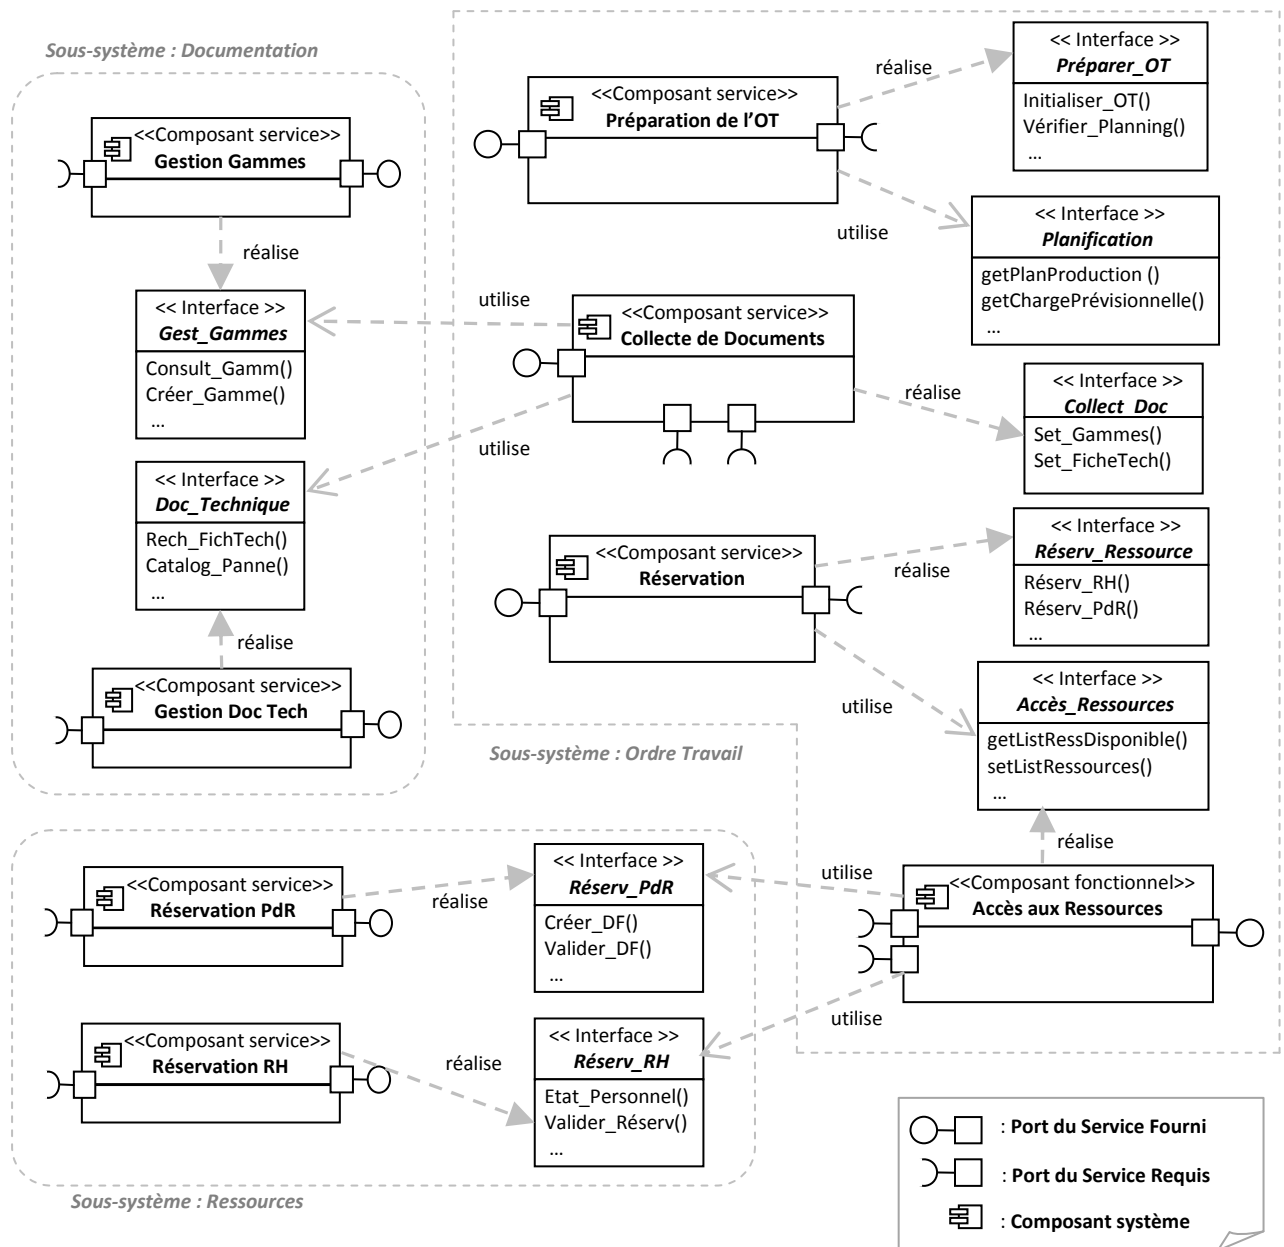 Sous-système : Documentation
<<Composant service>>
Gestion Gammes
réalise
<< Interface >>
Gest_Gammes
Consult_Gamm()
Créer_Gamme()
...
<< Interface >>
Doc_Technique
Rech_FichTech()
Catalog_Panne()
...
réalise
<<Composant service>>
Gestion Doc Tech
<<Composant service>>
Préparation de l’OT
réalise
<< Interface >>
Préparer_OT
Initialiser_OT()
Vérifier_Planning()
...
utilise
<< Interface >>
Planification
getPlanProduction ()
getChargePrévisionnelle()
...
utilise
<<Composant service>>
Collecte de Documents
utilise
réalise
<< Interface >>
Collect_Doc
Set_Gammes()
Set_FicheTech()
<<Composant service>>
Réservation
réalise
<< Interface >>
Réserv_Ressource
Réserv_RH()
Réserv_PdR()
...
utilise
<< Interface >>
Accès_Ressources
getListRessDisponible()
setListRessources()
...
Sous-système : Ordre Travail
réalise
<<Composant fonctionnel>>
Accès aux Ressources
utilise
utilise
<<Composant service>>
Réservation PdR
réalise
<< Interface >>
Réserv_PdR
Créer_DF()
Valider_DF()
...
<<Composant service>>
Réservation RH
réalise
<< Interface >>
Réserv_RH
Etat_Personnel()
Valider_Réserv()
...
Sous-système : Ressources
: Port du Service Fourni
: Port du Service Requis
: Composant système